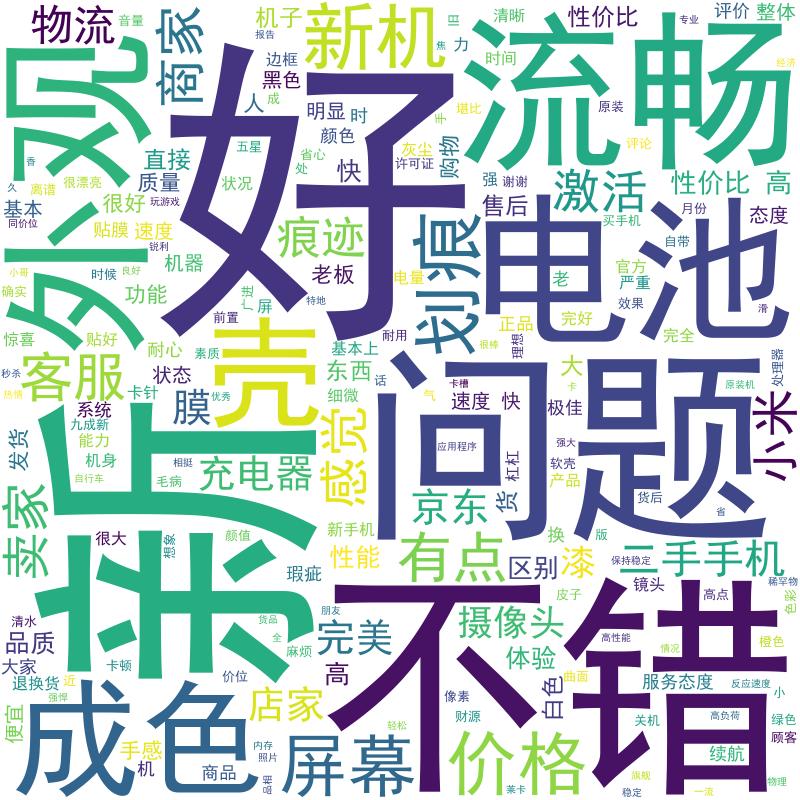 好
不错
问题
电池
流畅
外观
新
成色
壳
新机
商家
物流
价格
屏幕
客服
卖家
店家
二手手机
京东
有点
充电器
感觉
划痕
痕迹
激活
小米
膜
完美
摄像头
漆
区别
性能
体验
品质
高
性价比
性价比 高
售后
态度
质量
直接
很好
基本
贴膜 速度
机器
功能
老板
黑色
机子
边框
人
明显 时
颜色
快
灰尘
许可证
购物
清晰
时间
力
音量
旧
报告
焦
手
堪比
原装
评论
评价
整体
专业
经济
成
五星
省心
处
状况
玩游戏
很漂亮
离谱
久
香
同价位
小哥
确实
时候
良好
锐利
惊喜
贴好
耐心
素质
前置
广进
屏
特地
电量
耐用
基本上
东西
细微
话
气
卡槽
速度 快
极佳
大
卡
很棒
理想
正品
完好
完全
强
谢谢
买手机
月份
自带
官方
严重
老
效果
滑
处理器
原装机
秒杀
热情
卡针
状态
优秀
系统
九成新
能力
机身
发货
自行车
相挺
毛病
应用程序
强大
杠杠
软壳
产品
货
货后
省
换
版
保持稳定
新手机
很大
想象
颜值
瑕疵
货品
全
麻烦
朋友
清水
大家
退换货
近
卡顿
价位
强悍
便宜
手感
机
商品
内存
照片
品相
轻松
高
像素
财源
莱卡
皮子
白色
高性能
情况
曲面
镜头
高点
稀罕物
色彩
橙色
服务态度
反应速度
小
关机
高负荷
绿色
顾客
续航
旗舰
稳定
一流
物理